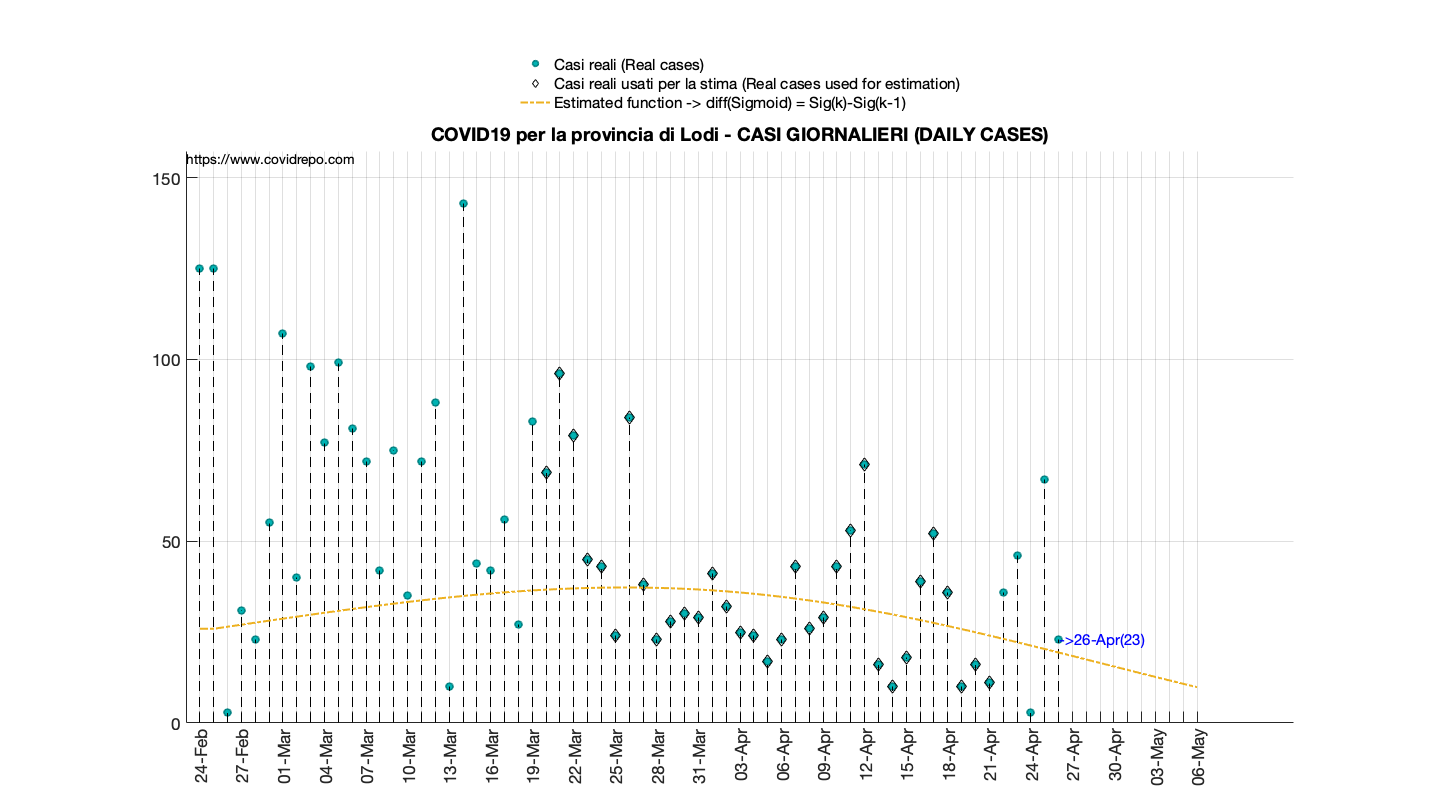 Casi reali (Real cases)
Casi reali usati per la stima (Real cases used for estimation)
Estimated function -> diff(Sigmoid) = Sig(k)-Sig(k-1)
COVID19 per la provincia di Lodi - CASI GIORNALIERI (DAILY CASES)
https://www.covidrepo.com
150
100
50
0
->26-Apr(23)
24-Feb
27-Feb
01-Mar
04-Mar
07-Mar
10-Mar
13-Mar
16-Mar
19-Mar
22-Mar
25-Mar
28-Mar
31-Mar
03-Apr
06-Apr
09-Apr
12-Apr
15-Apr
18-Apr
21-Apr
24-Apr
27-Apr
30-Apr
03-May
06-May